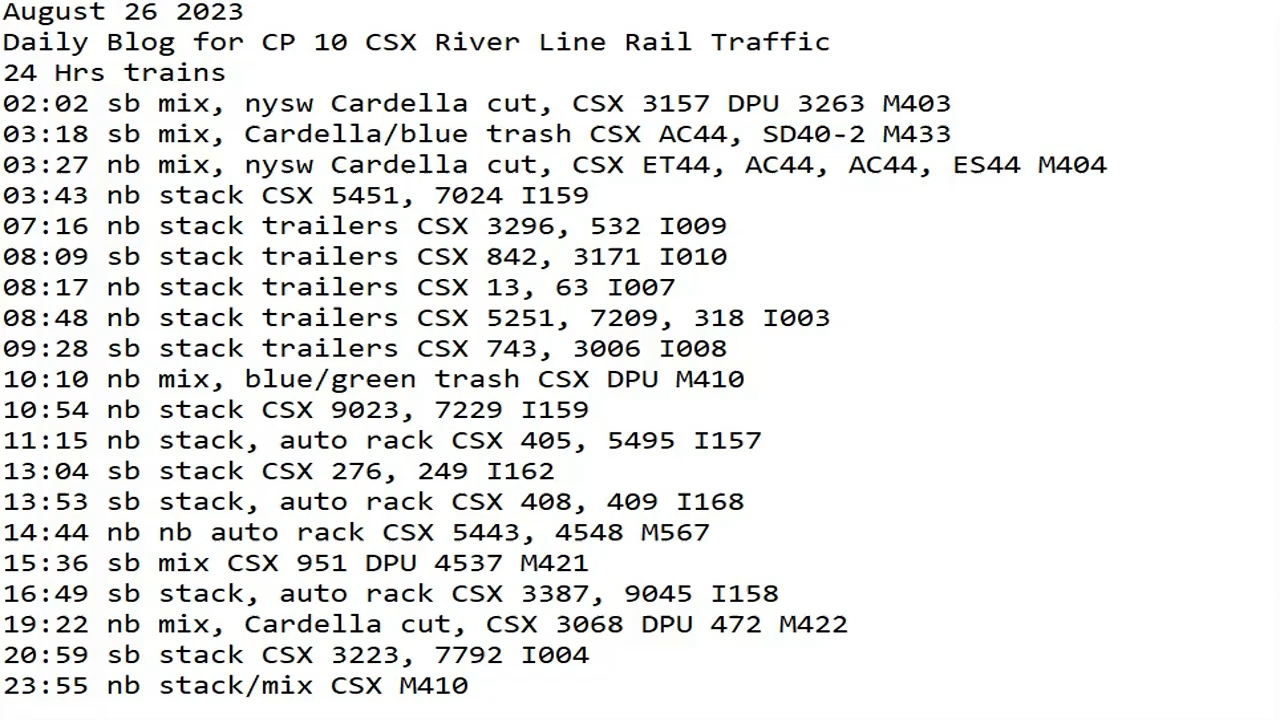 August 26 2023
Daily Blog for CP 10 CSX River Line Rail Traffic
24 Hrs trains
02:02 sb mix, nysw Cardella cut, CSX 3157 DPU 3263 M403
03:18 sb mix, Cardella/blue trash CSX AC44, SD40-2 M433
03:27 nb mix, nysw Cardella cut, CSX ET44, AC44, AC44, ES44 M404
03:43 nb stack CSX 5451, 7024 I159
07:16 nb stack trailers CSX 3296, 532 I009
08:09 sb stack trailers CSX 842, 3171 I010
08:17 nb stack trailers CSX 13, 63 I007
08:48 nb stack trailers CSX 5251, 7209, 318 I003
09:28 sb stack trailers CSX 743, 3006 I008
10:10 nb mix, blue/green trash CSX DPU M410
10:54 nb stack CSX 9023, 7229 I159
11:15 nb stack, auto rack CSX 405, 5495 I157
13:04 sb stack CSX 276, 249 I162
13:53 sb stack, auto rack CSX 408, 409 I168
14:44 nb nb auto rack CSX 5443, 4548 M567
15:36 sb mix CSX 951 DPU 4537 M421
16:49 sb stack, auto rack CSX 3387, 9045 I158
19:22 nb mix, Cardella cut, CSX 3068 DPU 472 M422
20:59 sb stack CSX 3223, 7792 I004
23:55 nb stack/mix CSX M410